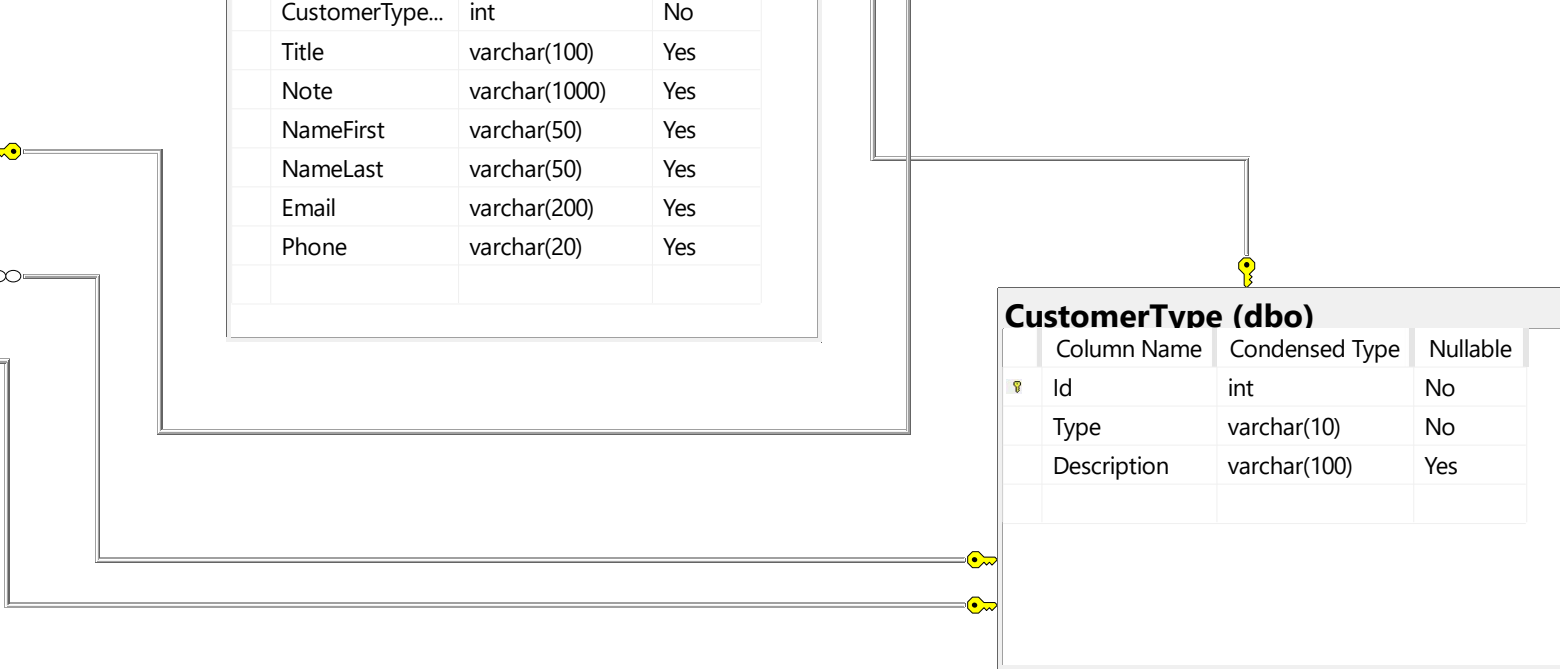 CustomerType... int No
Title varchar(100) Yes
Note varchar(1000) Yes
NameFirst varchar(50) Yes
NameLast varchar(50) Yes
Email varchar(200) Yes
Phone varchar(20) Yes
CustomerType (dbo)
Column Name Condensed Type Nullable
Id int No
Type varchar(10) No
Description varchar(100) Yes